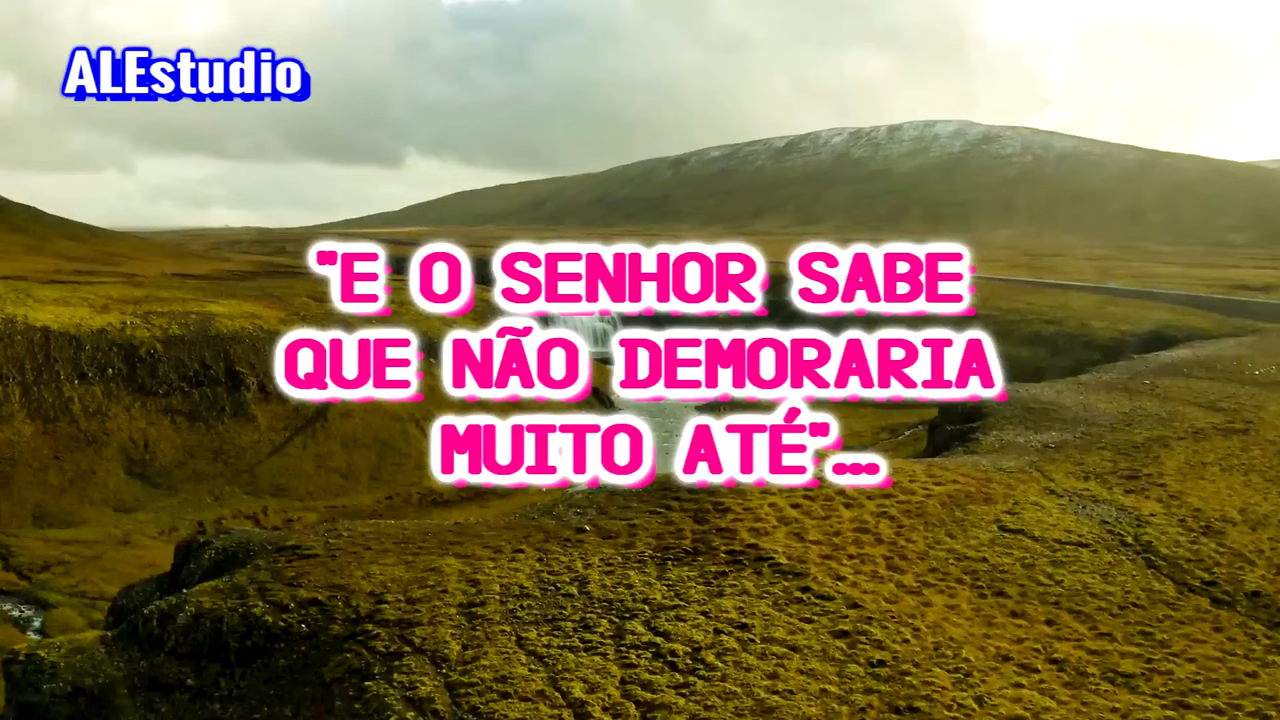 ALEstudio
"E O SENHOR SABE
QUE NÃO DEMORARIA
MUITO ATÉ"...